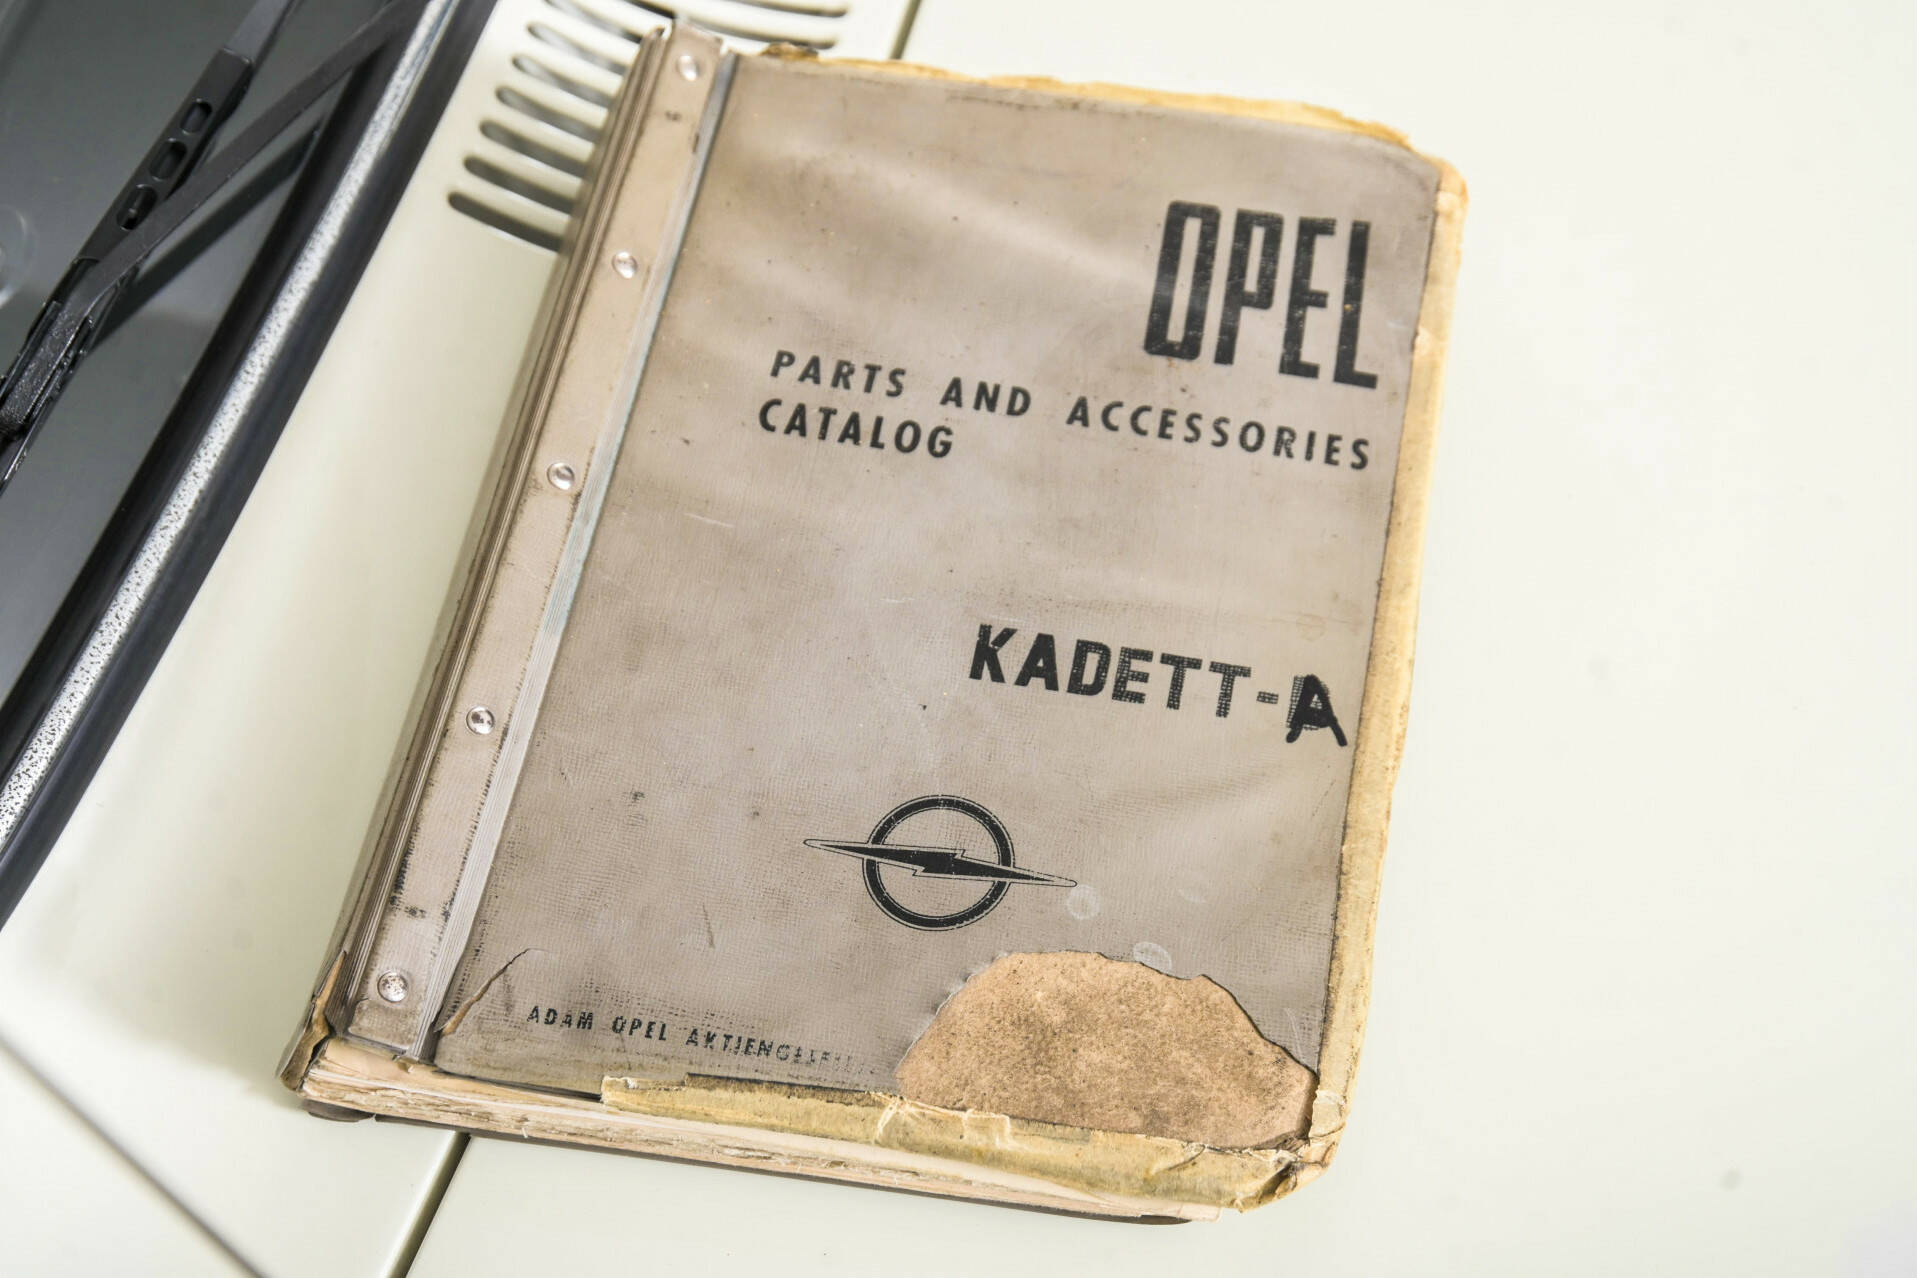 OPEL
PARTS AND ACCESSORIES
CATALOG
KADETT-A
ADAM OPEL